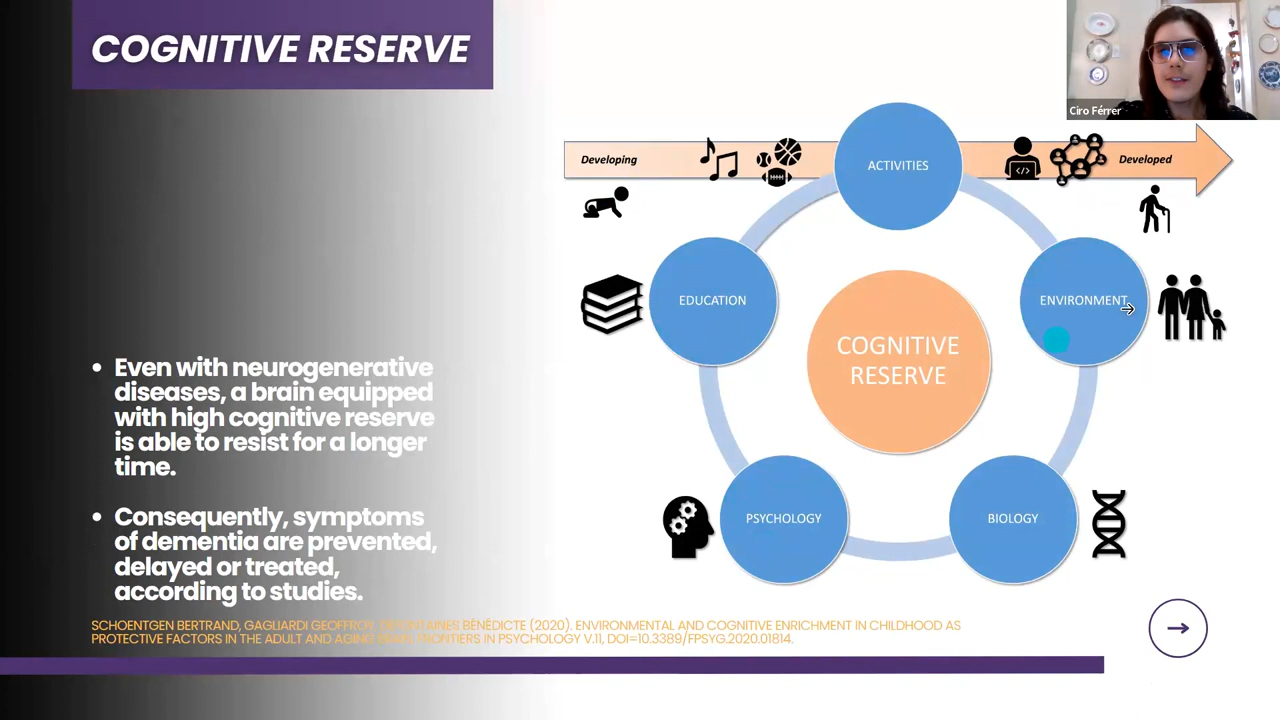 COGNITIVE RESERVE
Ciro Férrer
Developing
Developed
ACTIVITIES
EDUCATION
ENVIRONMENT
COGNITIVE
RESERVE
PSYCHOLOGY
BIOLOGY
• Even with neurogenerative
diseases, a brain equipped
with high cognitive reserve
is able to resist for a longer
time.
• Consequently, symptoms
of dementia are prevented,
delayed or treated,
according to studies.
SCHOENTGEN BERTRAND, GAGLIARDI GEOFFROY, BÉNÉDICTE (2020). ENVIRONMENTAL AND COGNITIVE ENRICHMENT IN CHILDHOOD AS
PROTECTIVE FACTORS IN THE ADULT AND AGING FRONTIERS IN PSYCHOLOGY V.11, DOI=10.3389/FPSYG.2020.01814.